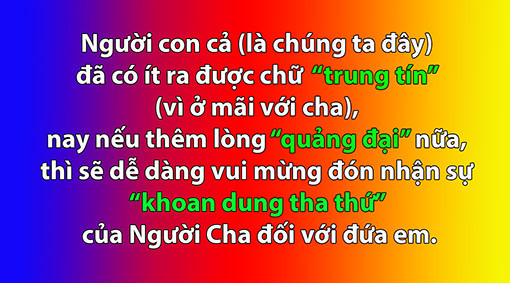 Người con cả (là chúng ta đây)
đã có ít ra được chữ “trung tín”
(vì ở mãi với cha),
nay nếu thêm lòng “quảng đại” nữa,
thì sẽ dễ dàng vui mừng đón nhận sự
“khoan dung tha thứ”
của Người Cha đối với đứa em.